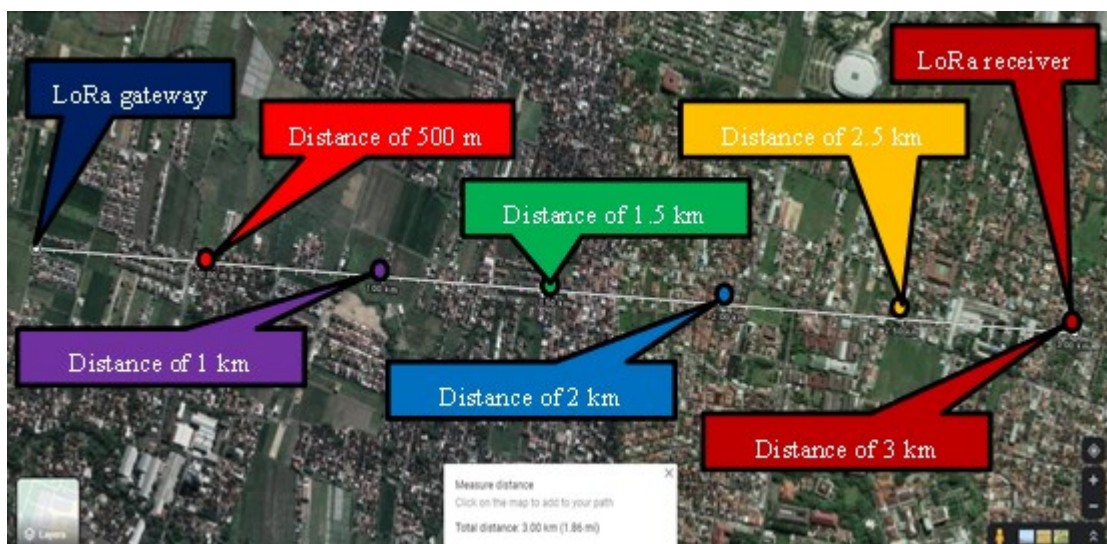 LoRa gateway
LoRa receiver
Distance of 500 m
Distance of 2.5 km
Distance of 1.5 km
Distance of 1 km
Distance of 2 km
Distance of 3 km
Measure distance
Click on the map to add to your path
Total distance: 3.00 km (1.86 mi)
Layers